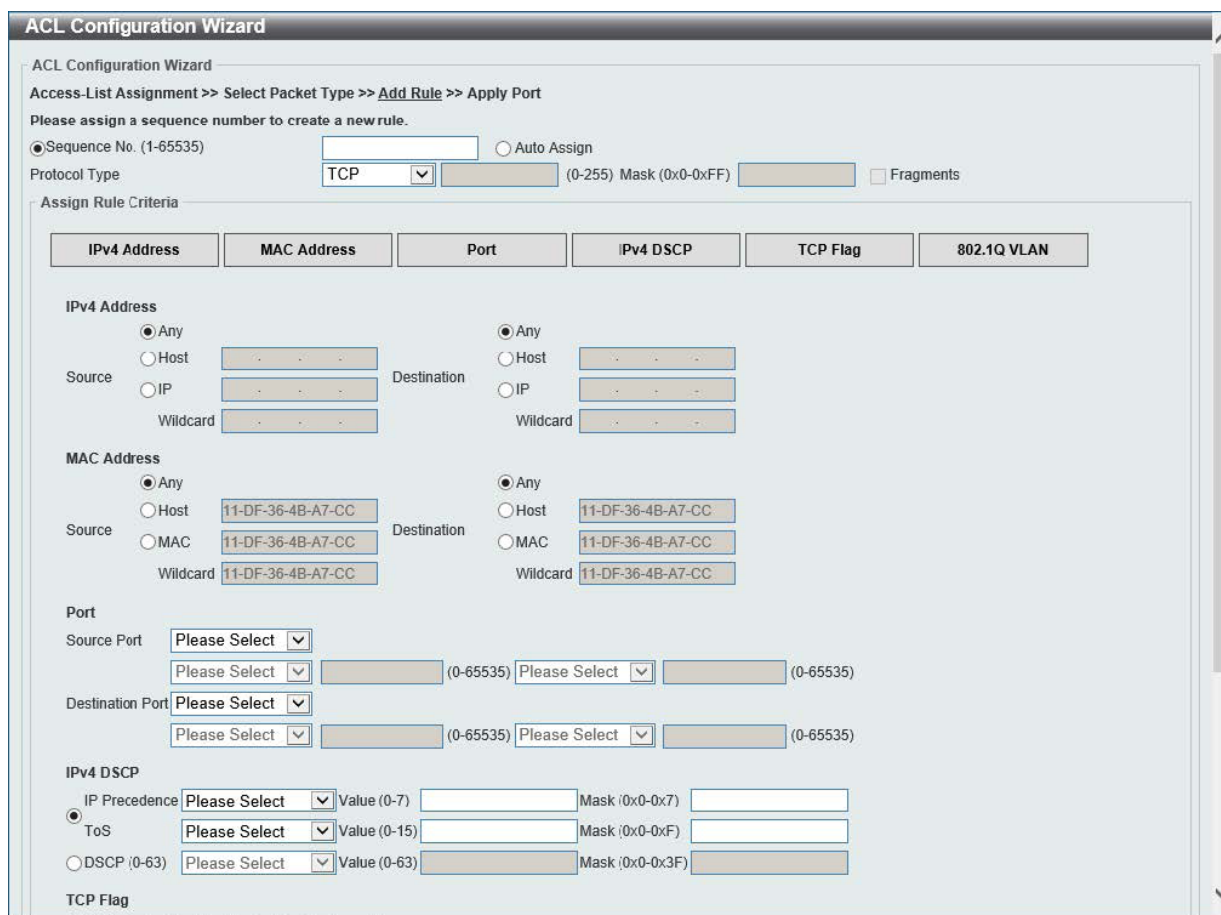 ACL Configuration Wizard
ACL Configuration Wizard
Access-List Assignment >> Select Packet Type >> Add Rule >> Apply Port
Please assign a sequence number to create a new rule.
Sequence No. (1-65535) Auto Assign
Protocol Type TCP (0-255) Mask (0x0-0xFF) Fragments
Assign Rule Criteria
IPv4 Address MAC Address Port IPv4 DSCP TCP Flag 802.1Q VLAN
IPv4 Address
Any Any
Host . . . Host . . .
Source Destination
IP . . . IP . . .
Wildcard . . . Wildcard . . .
MAC Address
Any Any
Host 11-DF-36-4B-A7-CC Host 11-DF-36-4B-A7-CC
Source Destination
MAC 11-DF-36-4B-A7-CC MAC 11-DF-36-4B-A7-CC
Wildcard 11-DF-36-4B-A7-CC Wildcard 11-DF-36-4B-A7-CC
Port
Source Port Please Select
Please Select (0-65535) Please Select (0-65535)
Destination Port Please Select
Please Select (0-65535) Please Select (0-65535)
IPv4 DSCP
IP Precedence Please Select Value (0-7) Mask (0x0-0x7)
ToS Please Select Value (0-15) Mask (0x0-0xF)
DSCP (0-63) Please Select Value (0-63) Mask (0x0-0x3F)
TCP Flag